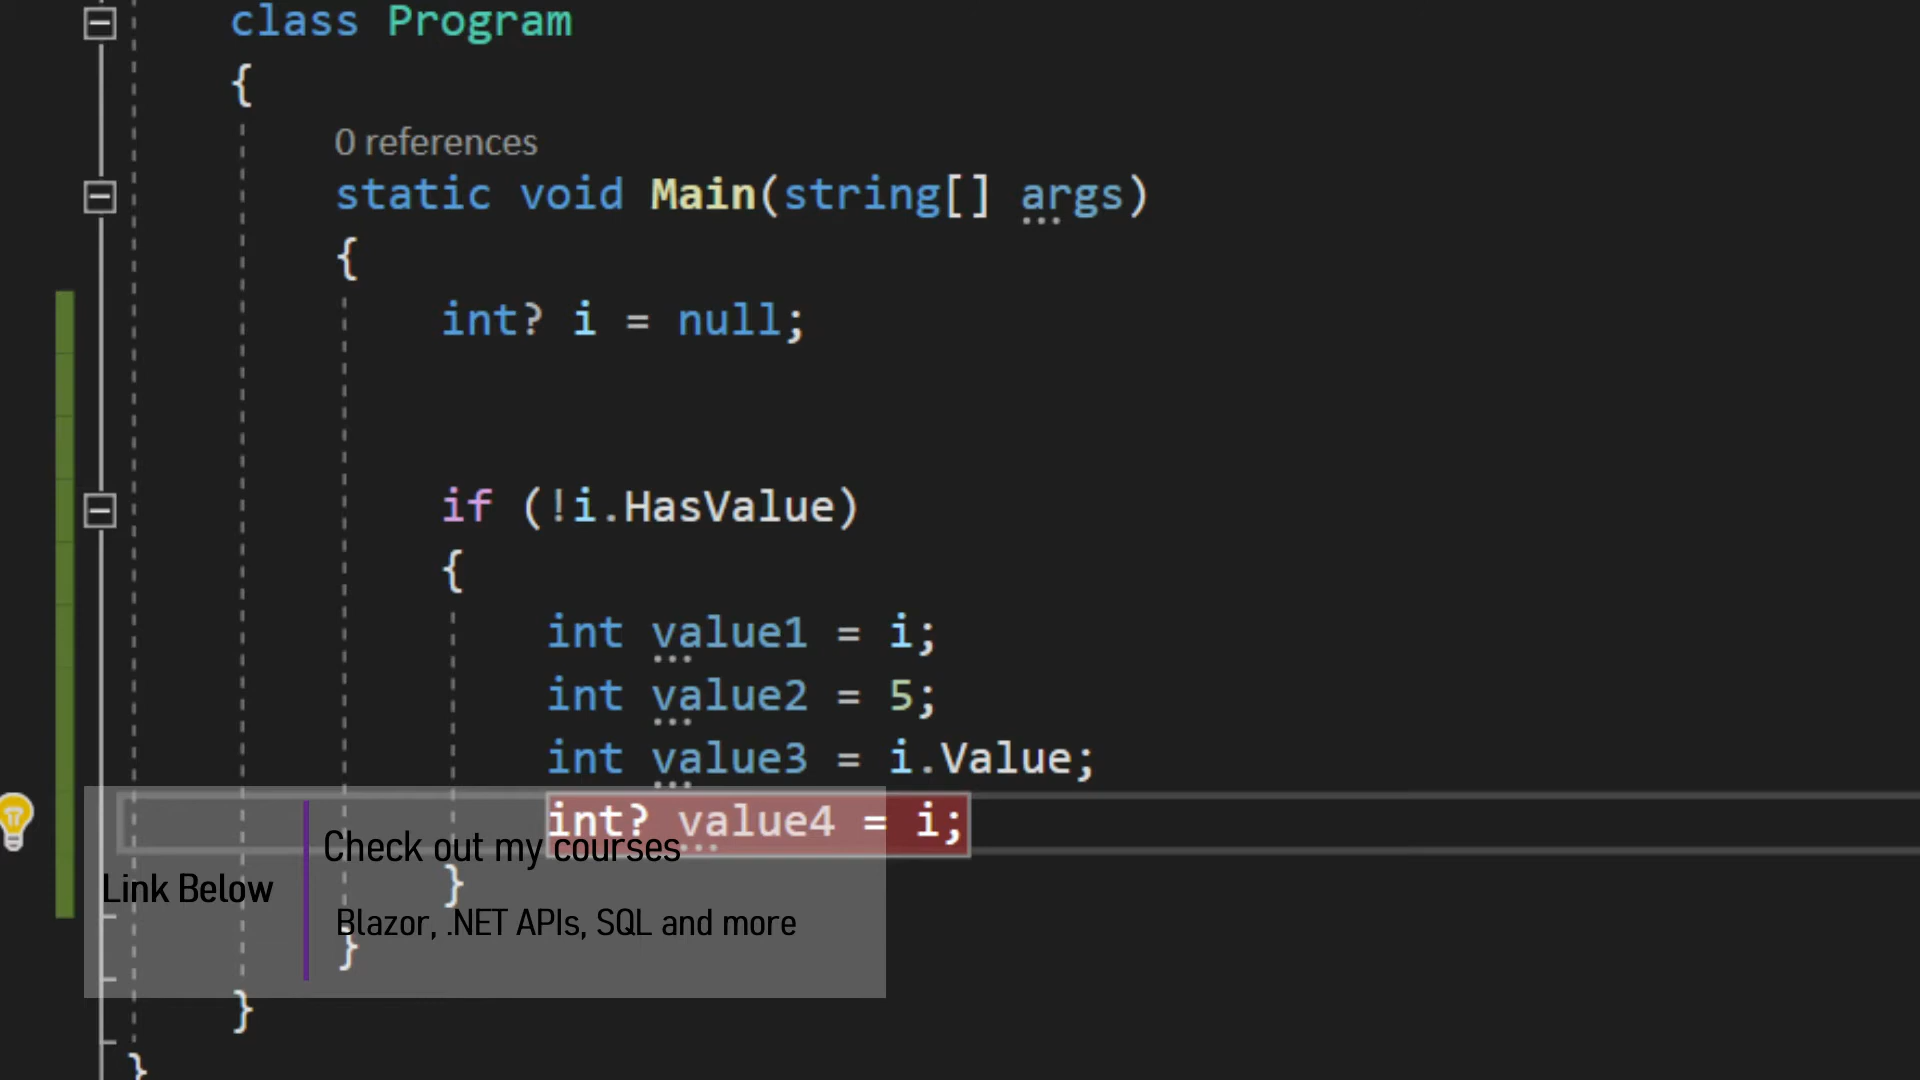 class Program
{
0 references
static void Main(string[] args)
{
int? i = null;
if (!i.HasValue)
{
int value1 = i;
int value2 = 5;
int value3 = i.Value;
int? value4 = i;
}
}
}
}
Link Below
Check out my courses
Blazor, .NET APIs, SQL and more